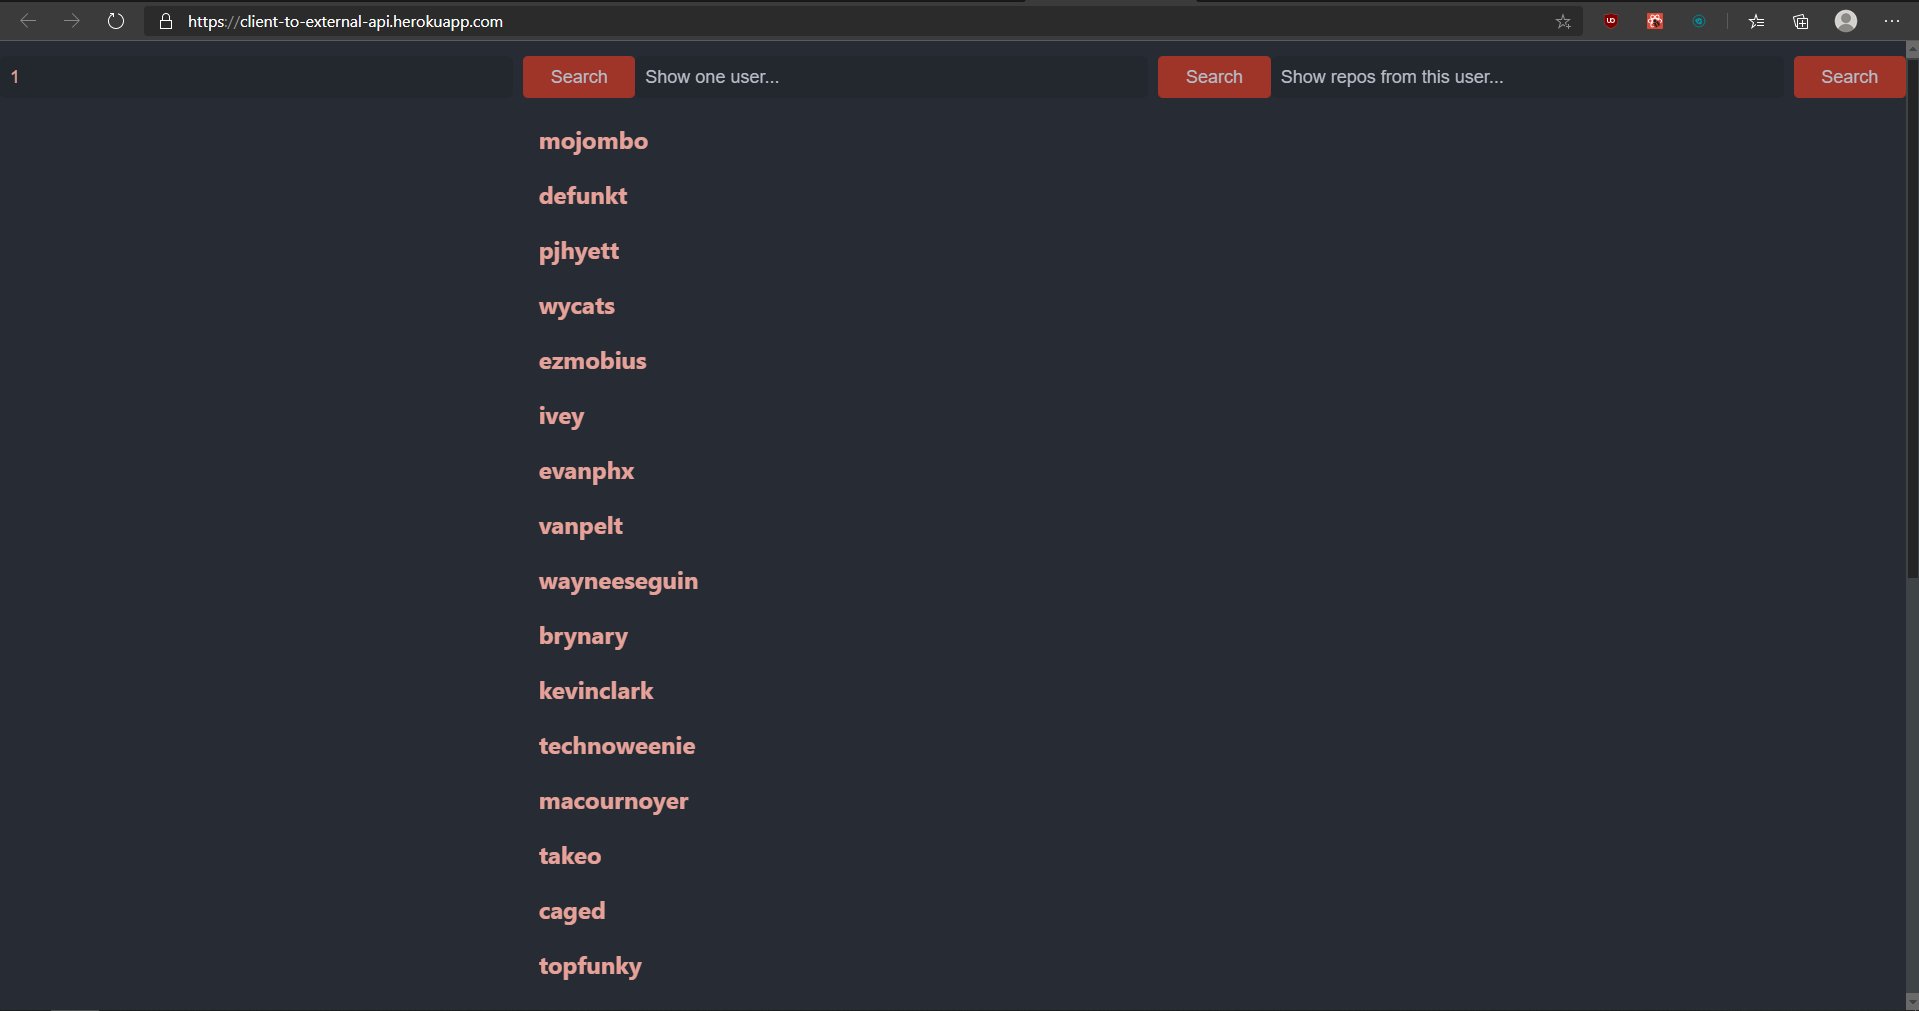 https://client-to-external-api.herokuapp.com
1 Search Show one user... Search Show repos from this user... Search
mojombo
defunkt
pjhyett
wycats
ezmobius
ivey
evanphx
vanpelt
wayneeseguin
brynary
kevinclark
technoweenie
macournoyer
takeo
caged
topfunky